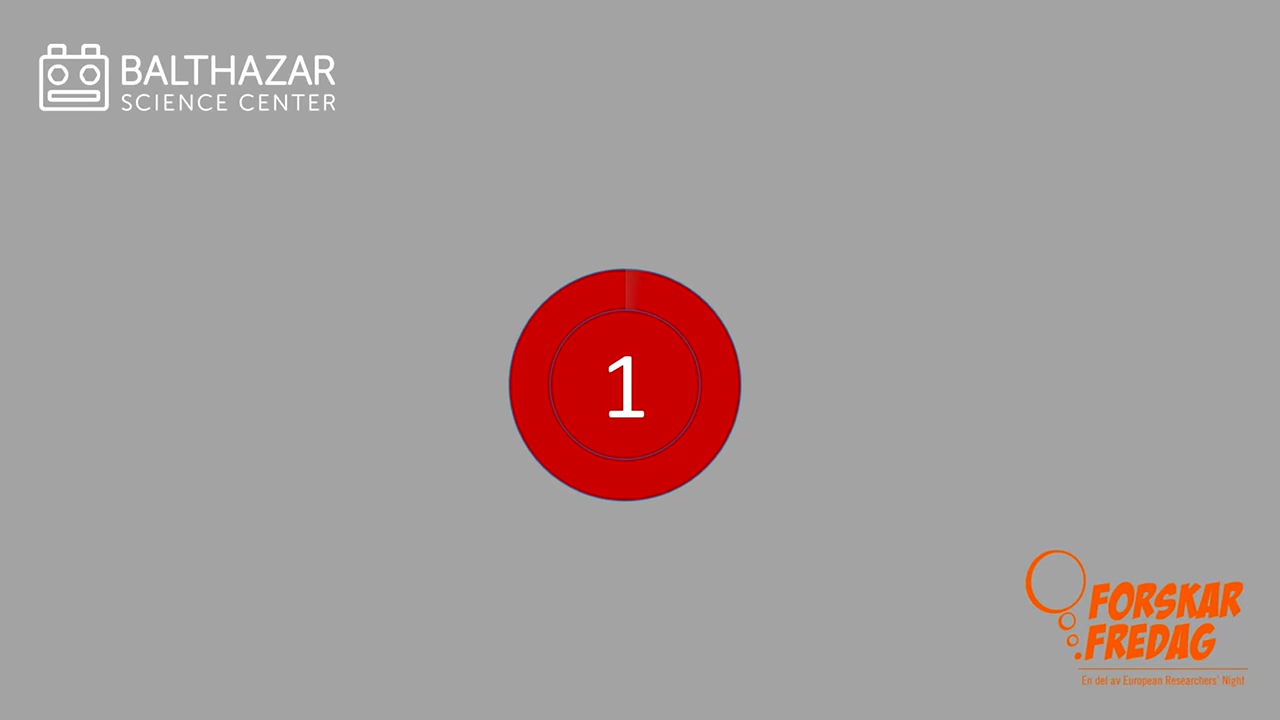 BALTHAZAR
SCIENCE CENTER
1
FORSKAR
FREDAG
En del av European Researchers' Night